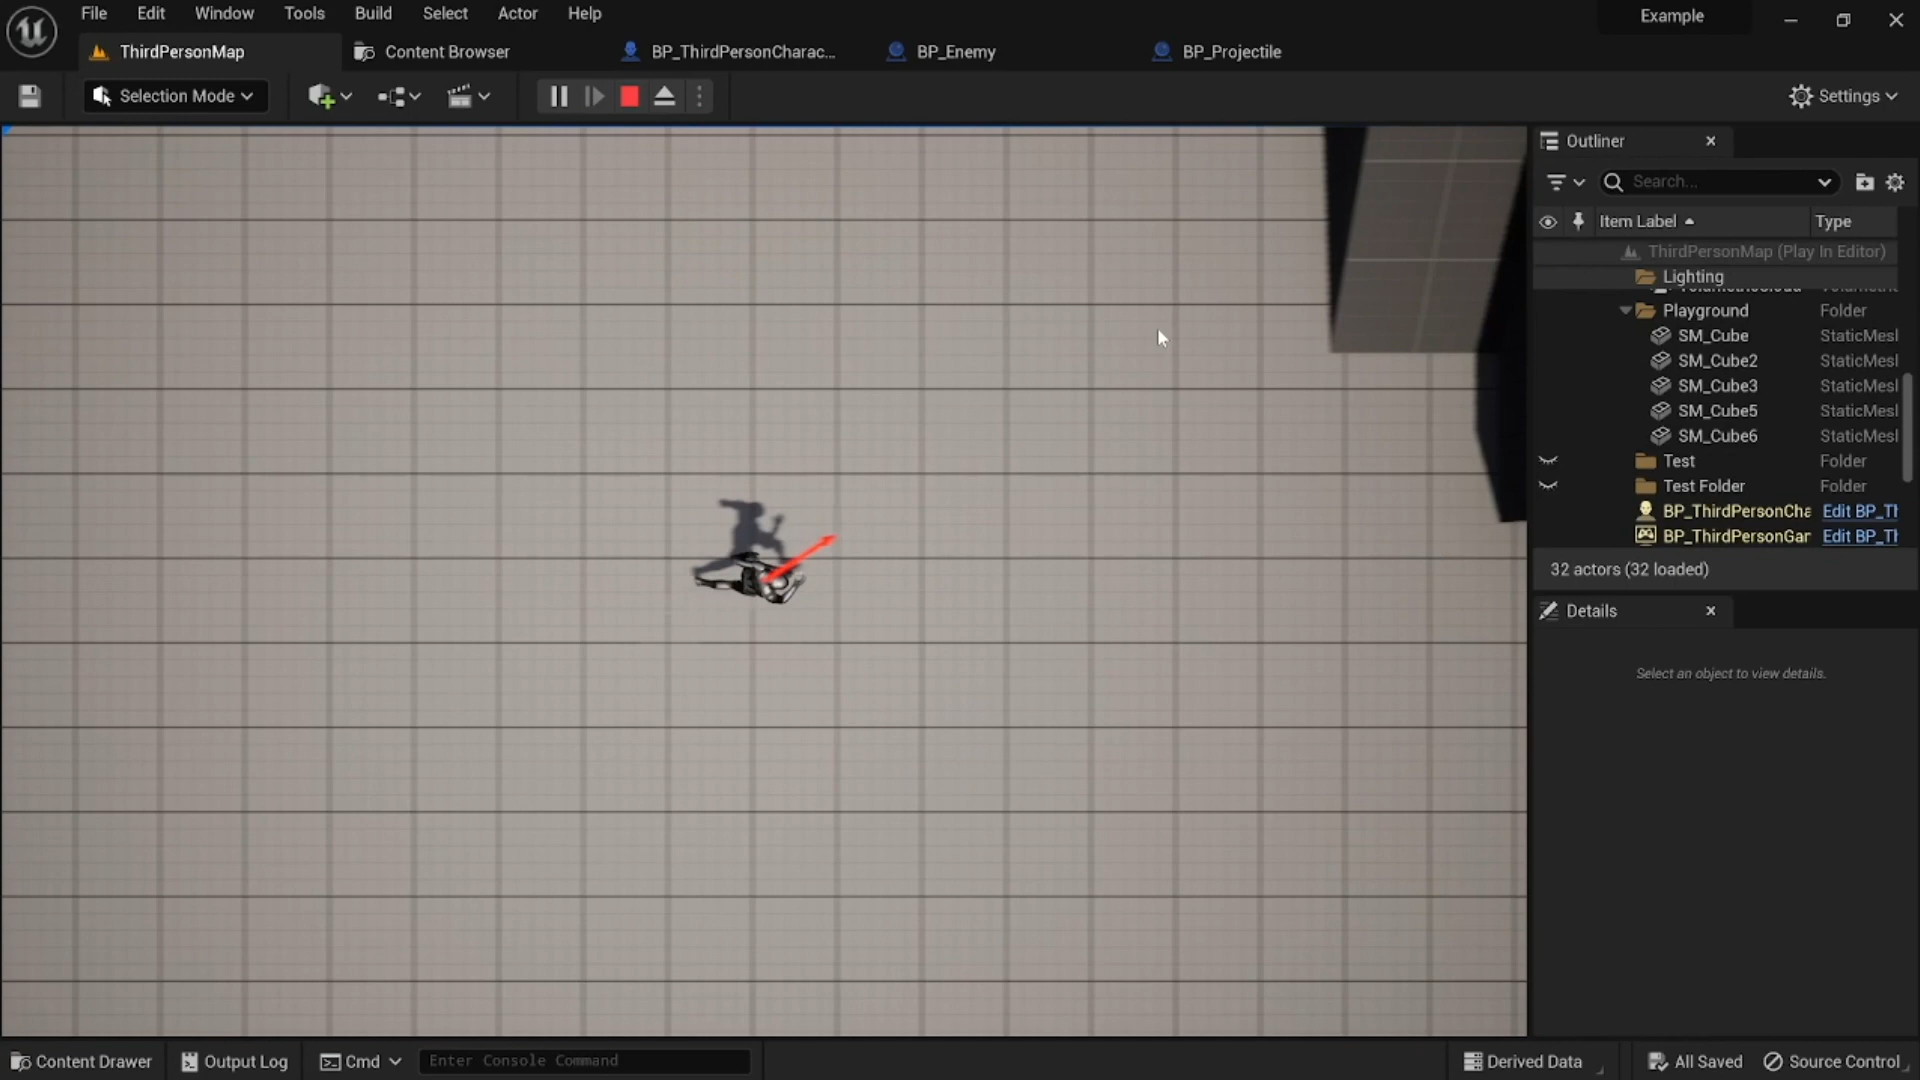 File Edit Window Tools Build Select Actor Help
Example
ThirdPersonMap
Content Browser
BP_ThirdPersonCharac...
BP_Enemy
BP_Projectile
Selection Mode
Settings
Outliner
Search...
Item Label
Type
ThirdPersonMap (Play In Editor)
Lighting
Playground Folder
SM_Cube StaticMesl
SM_Cube2 StaticMesl
SM_Cube3 StaticMesl
SM_Cube5 StaticMesl
SM_Cube6 StaticMesl
Test Folder
Test Folder Folder
BP_ThirdPersonCha Edit BP_Tl
BP_ThirdPersonGar Edit BP_Tl
32 actors (32 loaded)
Details
Select an object to view details.
Content Drawer
Output Log
Cmd
Enter Console Command
Derived Data
All Saved
Source Control